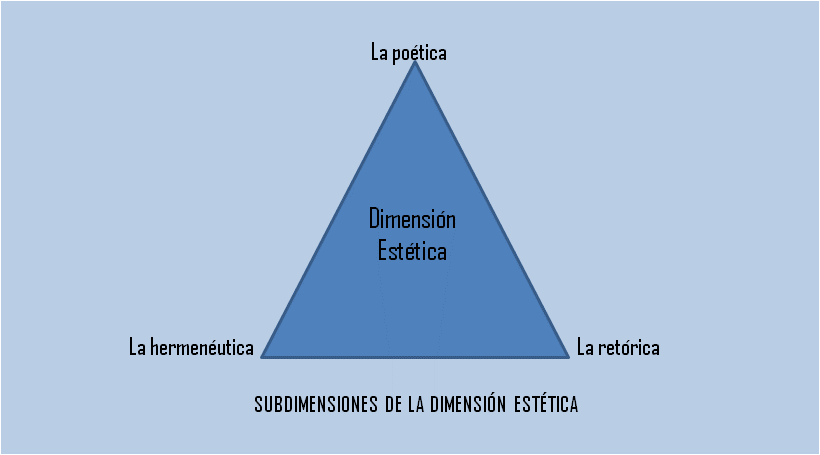 La poética
Dimensión
Estética
La hermenéutica
La retórica
SUBDIMENSIONES DE LA DIMENSIÓN ESTÉTICA